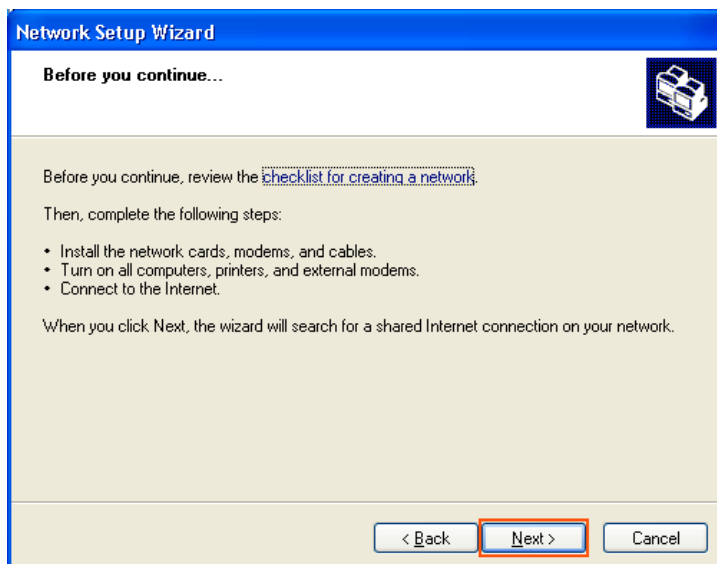 Network Setup Wizard
Before you continue...
Before you continue, review the checklist for creating a network.
Then, complete the following steps:
• Install the network cards, modems, and cables.
• Turn on all computers, printers, and external modems.
• Connect to the Internet.
When you click Next, the wizard will search for a shared Internet connection on your network.
< Back Next > Cancel